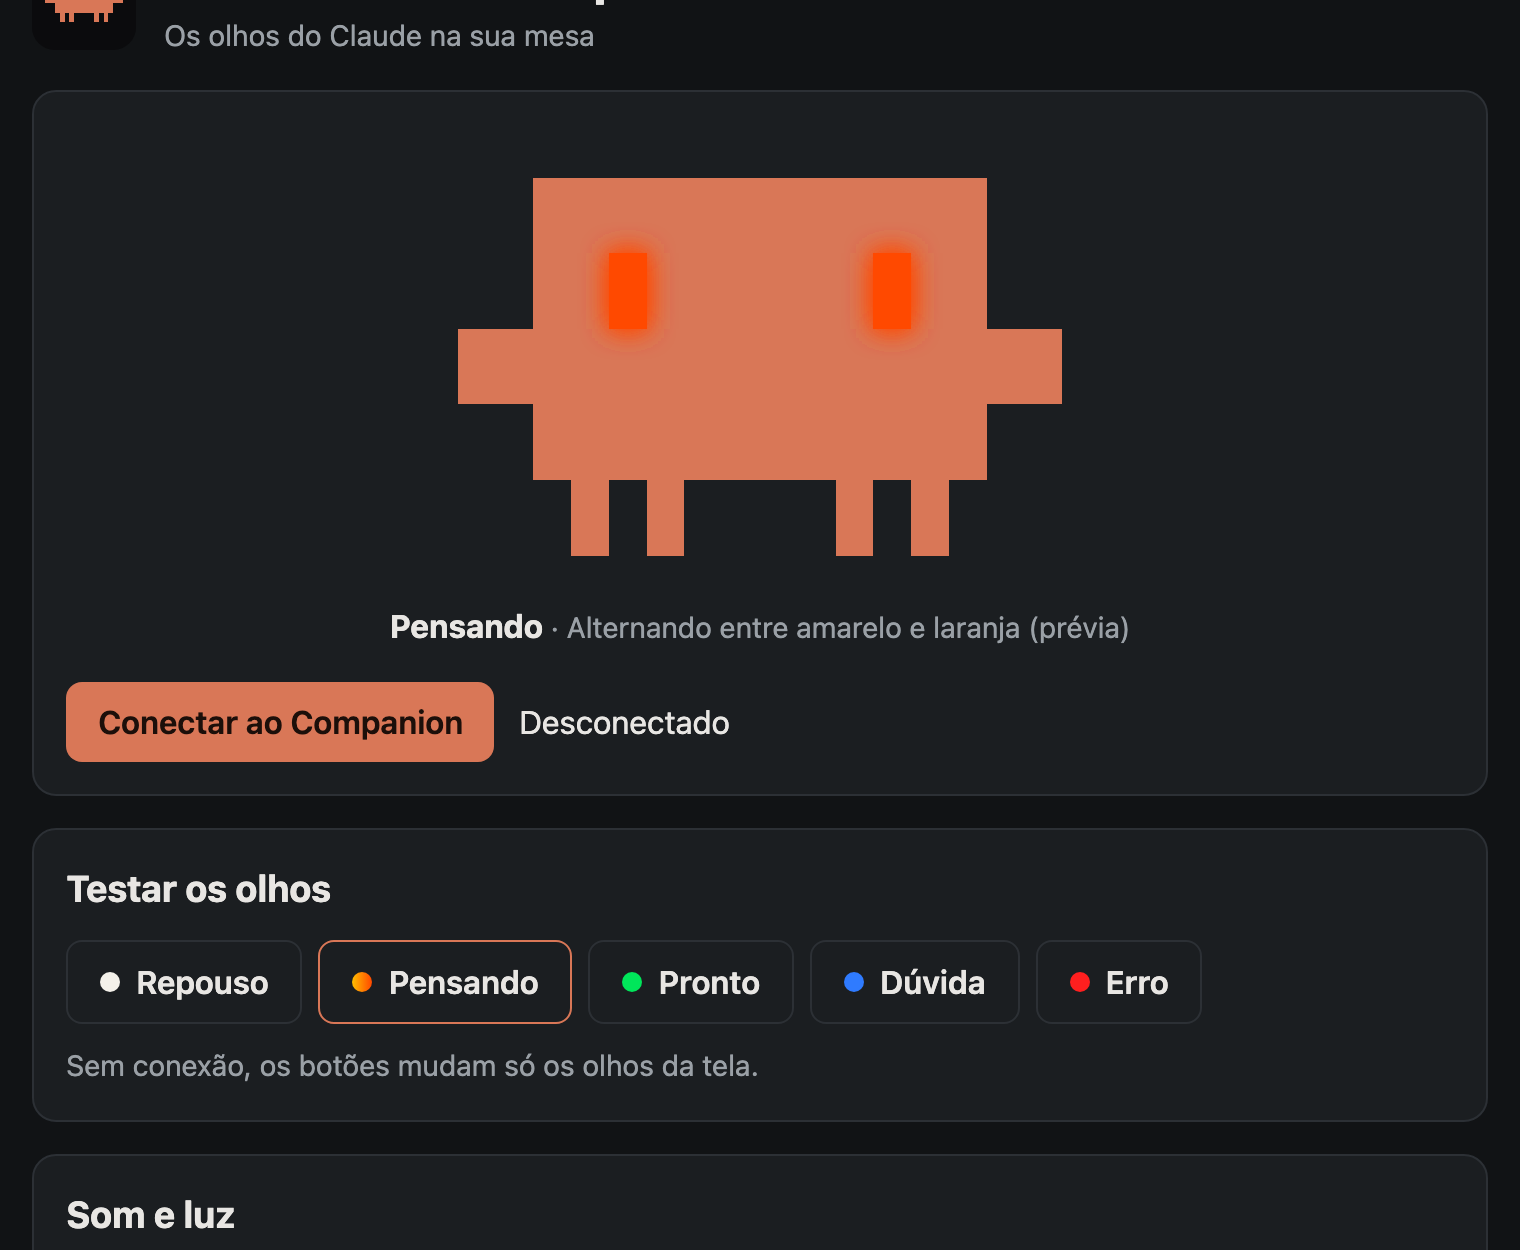 Os olhos do Claude na sua mesa
Pensando · Alternando entre amarelo e laranja (prévia)
Conectar ao Companion
Desconectado
Testar os olhos
Repouso
Pensando
Pronto
Dúvida
Erro
Sem conexão, os botões mudam só os olhos da tela.
Som e luz